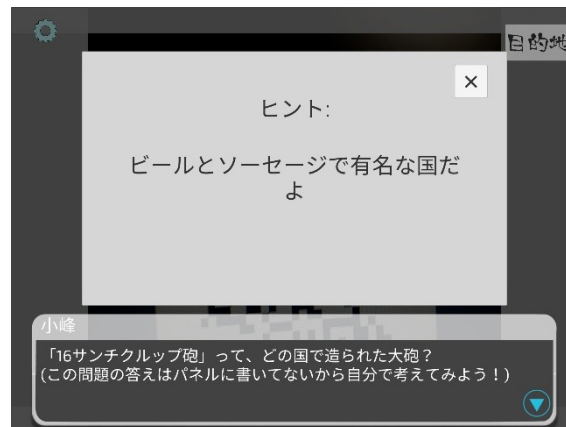 目的地
×
ヒント:
ビールとソーセージで有名な国だ
よ
小峰
「16サンチクルップ砲」って、どの国で造られた大砲？
(この問題の答えはパネルに書いてないから自分で考えてみよう！)